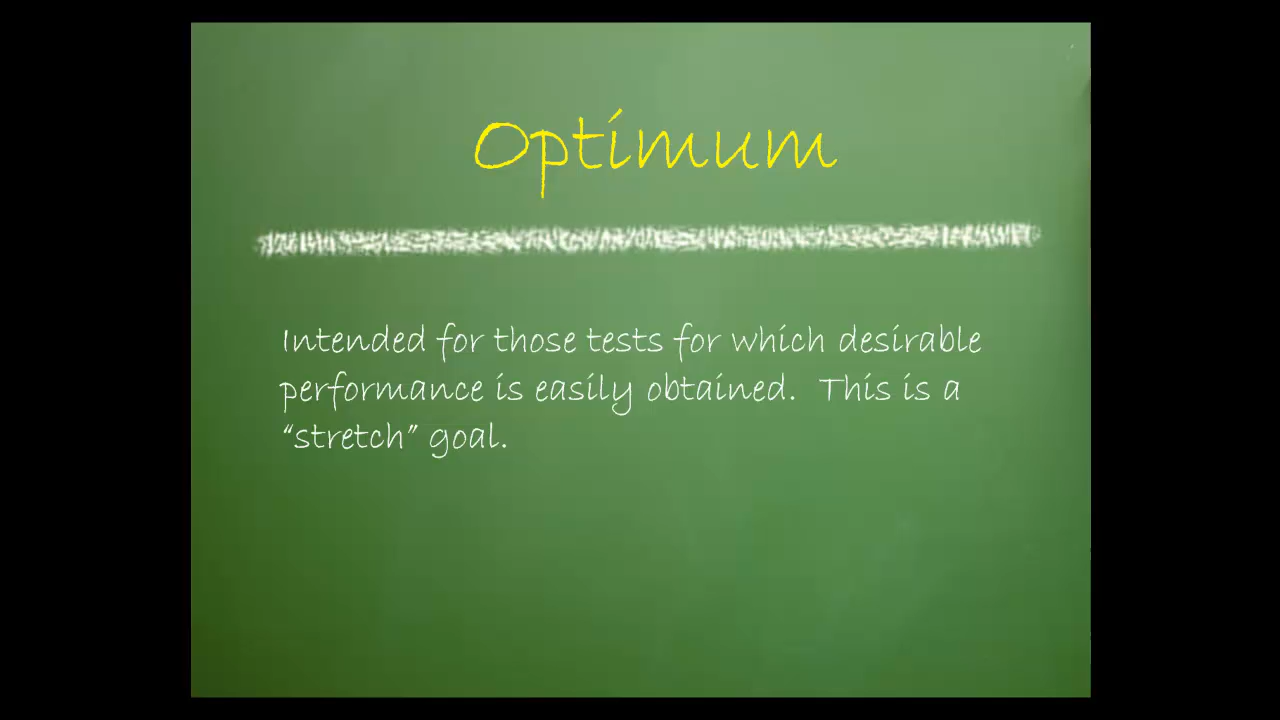 Optimum
Intended for those tests for which desirable
performance is easily obtained.  This is a
“stretch” goal.